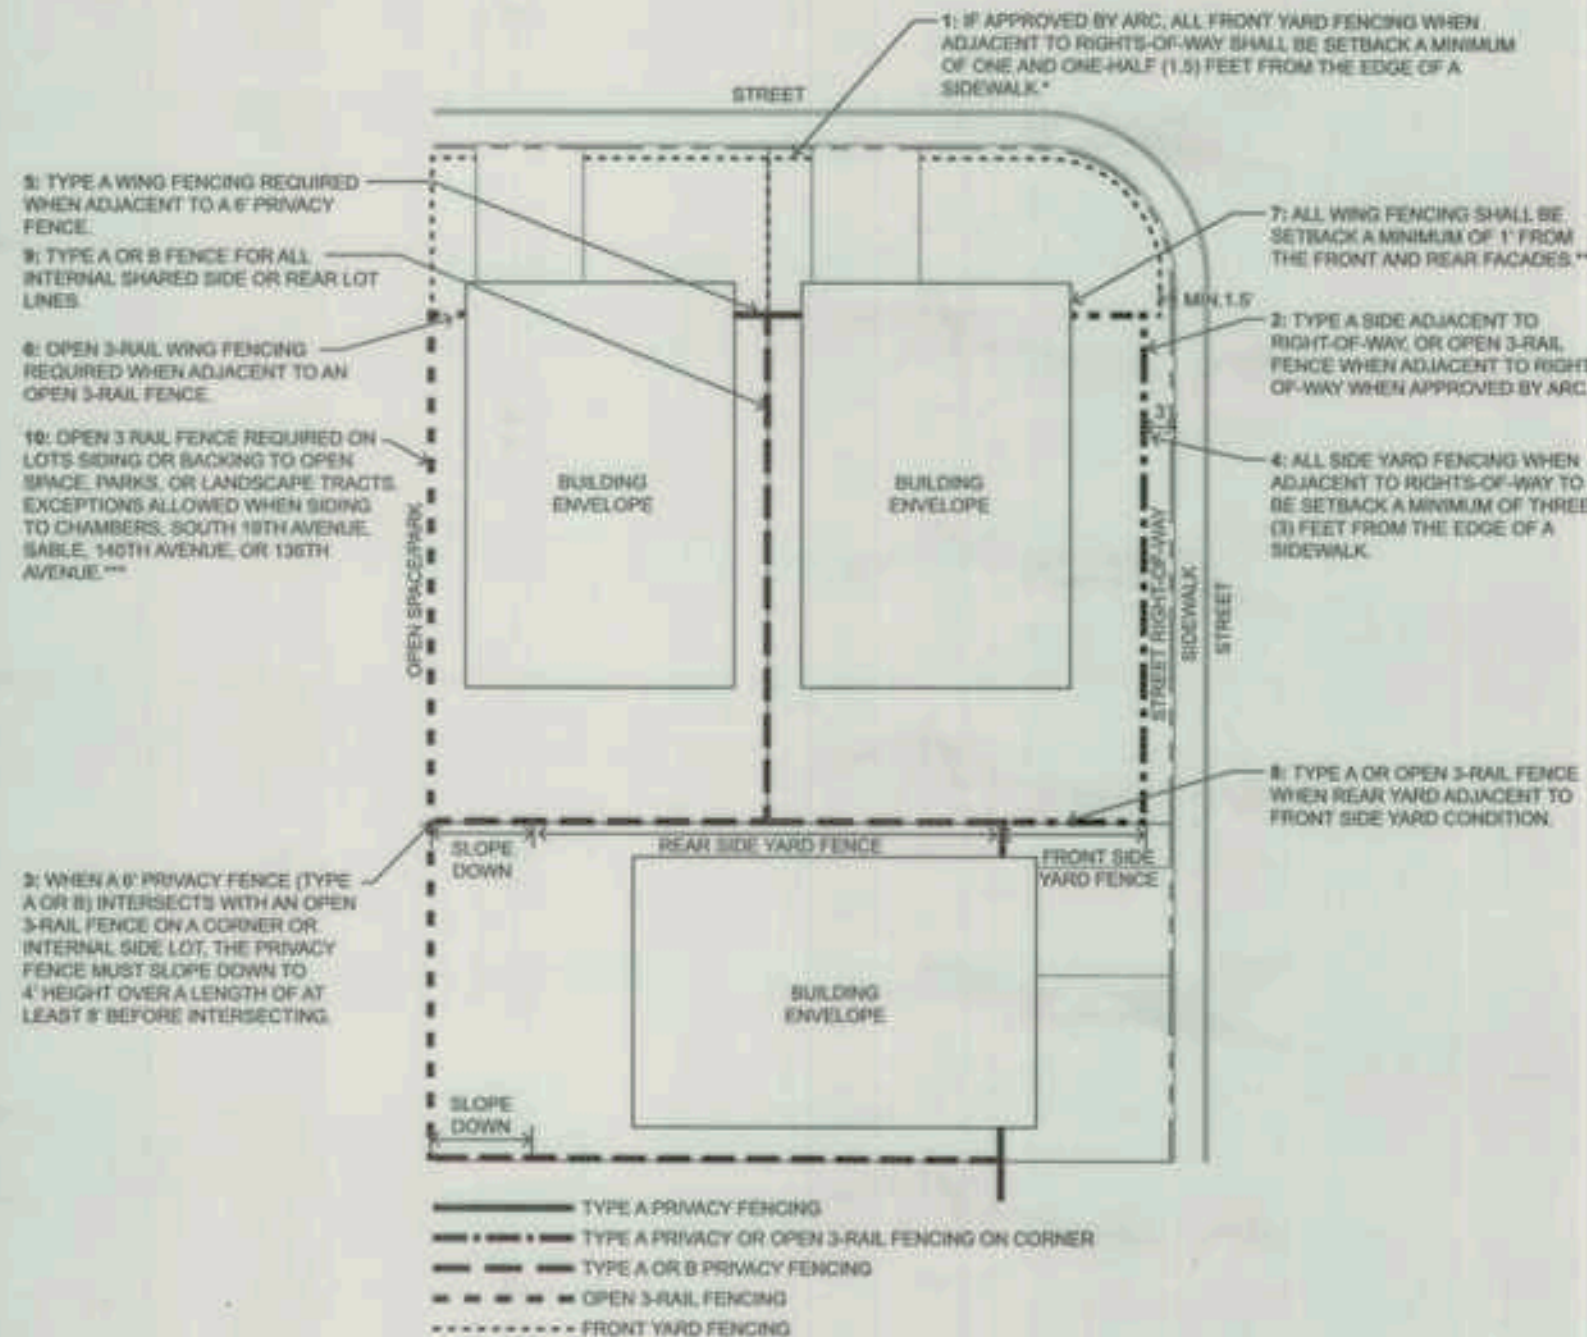 1: IF APPROVED BY ARC, ALL FRONT YARD FENCING WHEN
ADJACENT TO RIGHTS-OF-WAY SHALL BE SETBACK A MINIMUM
OF ONE AND ONE-HALF (1.5) FEET FROM THE EDGE OF A
SIDEWALK.*
STREET
5: TYPE A WING FENCING REQUIRED
WHEN ADJACENT TO A 6' PRIVACY
FENCE.
9: TYPE A OR B FENCE FOR ALL
INTERNAL SHARED SIDE OR REAR LOT
LINES.
6: OPEN 3-RAIL WING FENCING
REQUIRED WHEN ADJACENT TO AN
OPEN 3-RAIL FENCE.
10: OPEN 3 RAIL FENCE REQUIRED ON
LOTS SIDING OR BACKING TO OPEN
SPACE, PARKS, OR LANDSCAPE TRACTS.
EXCEPTIONS ALLOWED WHEN SIDING
TO CHAMBERS, SOUTH 19TH AVENUE,
SABLE, 140TH AVENUE, OR 136TH
AVENUE.***
7: ALL WING FENCING SHALL BE
SETBACK A MINIMUM OF 1' FROM
THE FRONT AND REAR FACADES.**
MIN.1.5'
2: TYPE A SIDE ADJACENT TO
RIGHT-OF-WAY, OR OPEN 3-RAIL
FENCE WHEN ADJACENT TO RIGHT
OF-WAY WHEN APPROVED BY ARC
3'
4: ALL SIDE YARD FENCING WHEN
ADJACENT TO RIGHTS-OF-WAY TO
BE SETBACK A MINIMUM OF THREE
(3) FEET FROM THE EDGE OF A
SIDEWALK.
BUILDING
ENVELOPE
BUILDING
ENVELOPE
OPEN SPACE/PARK
STREET RIGHT-OF-WAY
SIDEWALK
STREET
8: TYPE A OR OPEN 3-RAIL FENCE
WHEN REAR YARD ADJACENT TO
FRONT SIDE YARD CONDITION.
SLOPE
DOWN
REAR SIDE YARD FENCE
FRONT SIDE
YARD FENCE
3: WHEN A 6' PRIVACY FENCE (TYPE
A OR B) INTERSECTS WITH AN OPEN
3-RAIL FENCE ON A CORNER OR
INTERNAL SIDE LOT, THE PRIVACY
FENCE MUST SLOPE DOWN TO
4' HEIGHT OVER A LENGTH OF AT
LEAST 8' BEFORE INTERSECTING.
BUILDING
ENVELOPE
SLOPE
DOWN
TYPE A PRIVACY FENCING
TYPE A PRIVACY OR OPEN 3-RAIL FENCING ON CORNER
TYPE A OR B PRIVACY FENCING
OPEN 3-RAIL FENCING
FRONT YARD FENCING